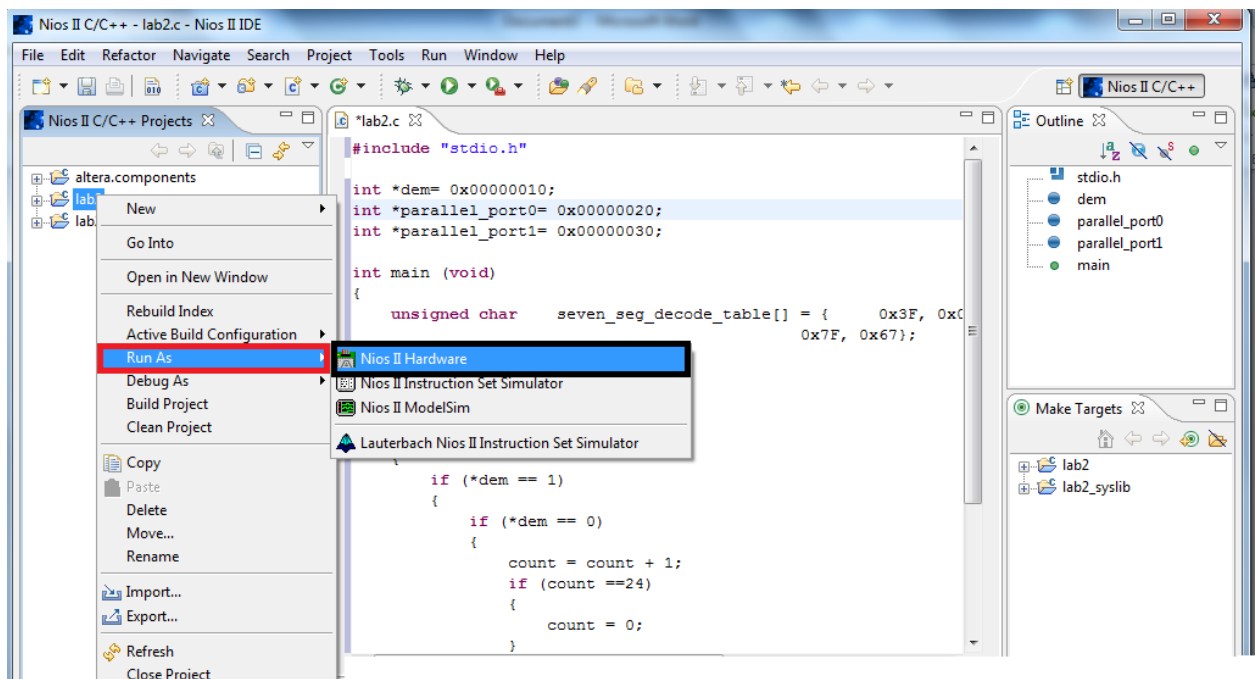 Nios II C/C++ - lab2.c - Nios II IDE
File Edit Refactor Navigate Search Project Tools Run Window Help
Nios II C/C++
Nios II C/C++ Projects
altera.components
lab
lab
New
Go Into
Open in New Window
Rebuild Index
Active Build Configuration
Run As
Debug As
Build Project
Clean Project
Copy
Paste
Delete
Move...
Rename
Import...
Export...
Refresh
Close Project
Nios II Hardware
Nios II Instruction Set Simulator
Nios II ModelSim
Lauterbach Nios II Instruction Set Simulator
*lab2.c
#include "stdio.h"
int *dem= 0x00000010;
int *parallel_port0= 0x00000020;
int *parallel_port1= 0x00000030;
int main (void)
{
unsigned char seven_seg_decode_table[] = { 0x3F,
0x7F, 0x67};
{
if (*dem == 1)
{
if (*dem == 0)
{
count = count + 1;
if (count ==24)
{
count = 0;
}
Outline
stdio.h
dem
parallel_port0
parallel_port1
main
Make Targets
lab2
lab2_syslib